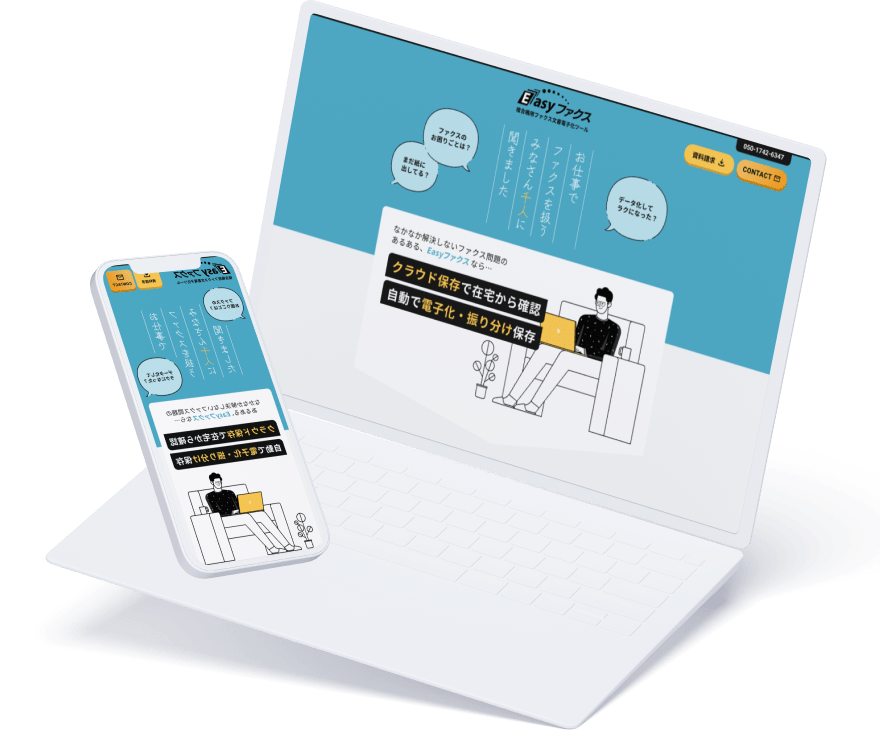 Easy ファクス
複合機用ファクス文書電子化ツール
050-1742-6347
資料請求
CONTACT
ファクスの
お困りごとは？
まだ紙に
出してる？
お仕事で
ファクスを扱う
みなさん千人に
聞きました
データ化して
ラクになった？
なかなか解決しないファクス問題の
あるある、Easyファクスなら…
クラウド保存で在宅から確認
自動で電子化・振り分け保存
Easy ファクス
資料請求
CONTACT
ファクスの
お困りごとは？
お仕事で
ファクスを扱う
みなさん千人に
聞きました
データ化して
ラクになった？
なかなか解決しないファクス問題の
あるある、Easyファクスなら…
クラウド保存で在宅から確認
自動で電子化・振り分け保存